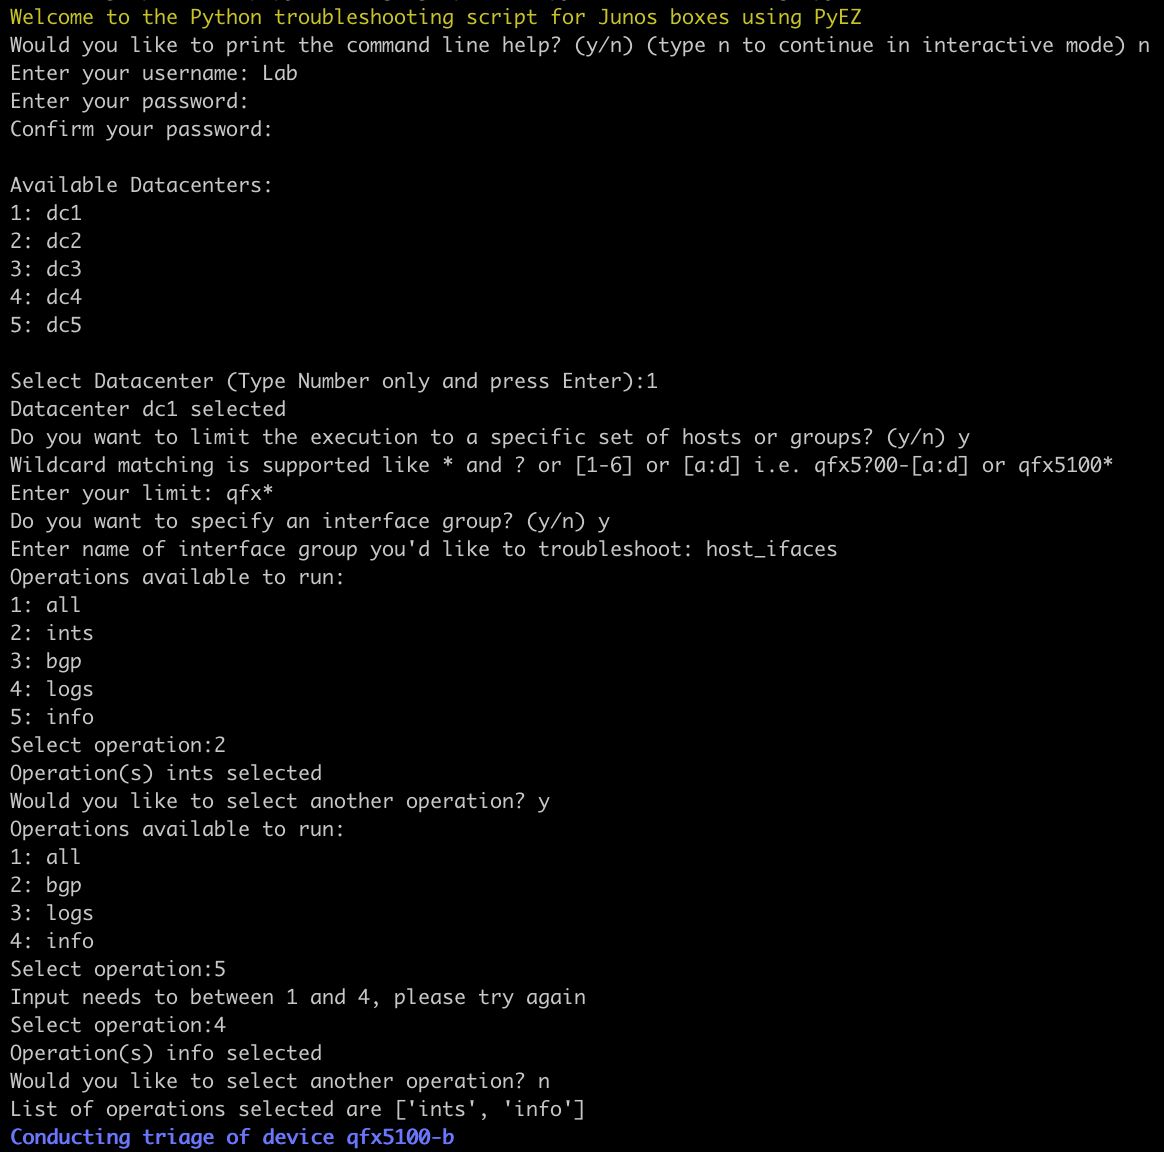 Welcome to the Python troubleshooting script for Junos boxes using PyEZ
Would you like to print the command line help? (y/n) (type n to continue in interactive mode) n
Enter your username: Lab
Enter your password:
Confirm your password:
Available Datacenters:
1: dc1
2: dc2
3: dc3
4: dc4
5: dc5
Select Datacenter (Type Number only and press Enter):1
Datacenter dc1 selected
Do you want to limit the execution to a specific set of hosts or groups? (y/n) y
Wildcard matching is supported like * and ? or [1-6] or [a:d] i.e. qfx5?00-[a:d] or qfx5100*
Enter your limit: qfx*
Do you want to specify an interface group? (y/n) y
Enter name of interface group you'd like to troubleshoot: host_ifaces
Operations available to run:
1: all
2: ints
3: bgp
4: logs
5: info
Select operation:2
Operation(s) ints selected
Would you like to select another operation? y
Operations available to run:
1: all
2: bgp
3: logs
4: info
Select operation:5
Input needs to between 1 and 4, please try again
Select operation:4
Operation(s) info selected
Would you like to select another operation? n
List of operations selected are ['ints', 'info']
Conducting triage of device qfx5100-b